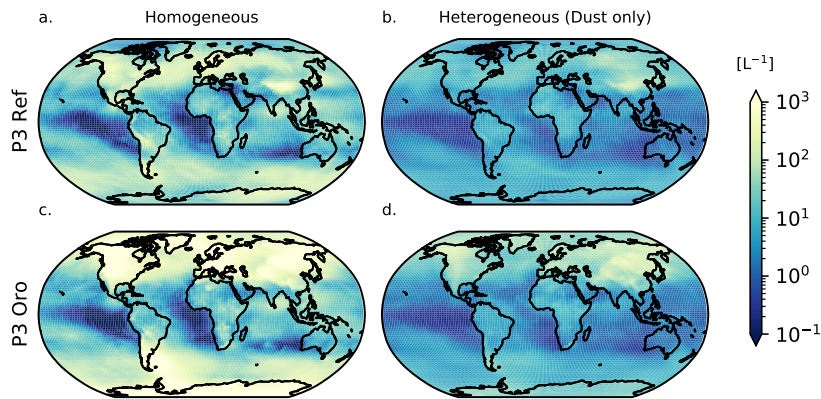 a. Homogeneous
b. Heterogeneous (Dust only)
[L⁻¹]
P3 Ref
10³
10²
10¹
10⁰
10⁻¹
c.
d.
P3 Oro